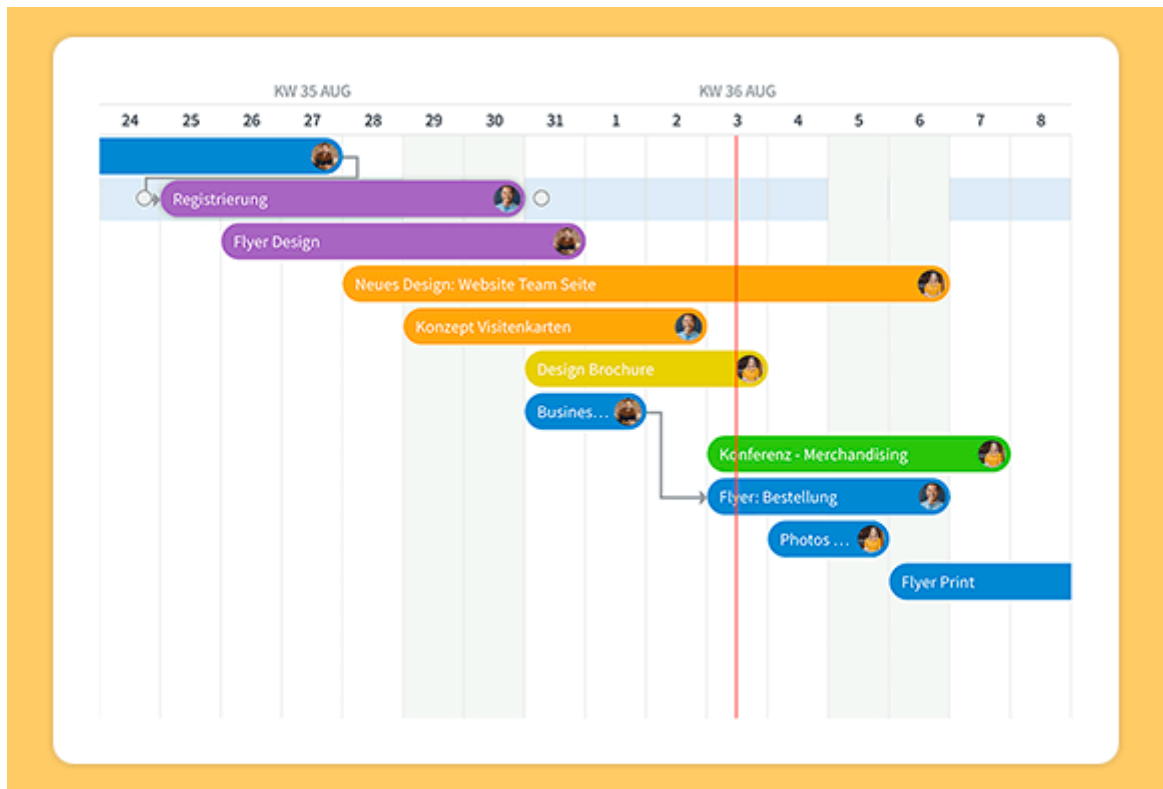 KW 35 AUG KW 36 AUG
24 25 26 27 28 29 30 31 1 2 3 4 5 6 7 8
Registrierung
Flyer Design
Neues Design: Website Team Seite
Konzept Visitenkarten
Design Brochure
Busines...
Konferenz - Merchandising
Flyer: Bestellung
Photos ...
Flyer Print